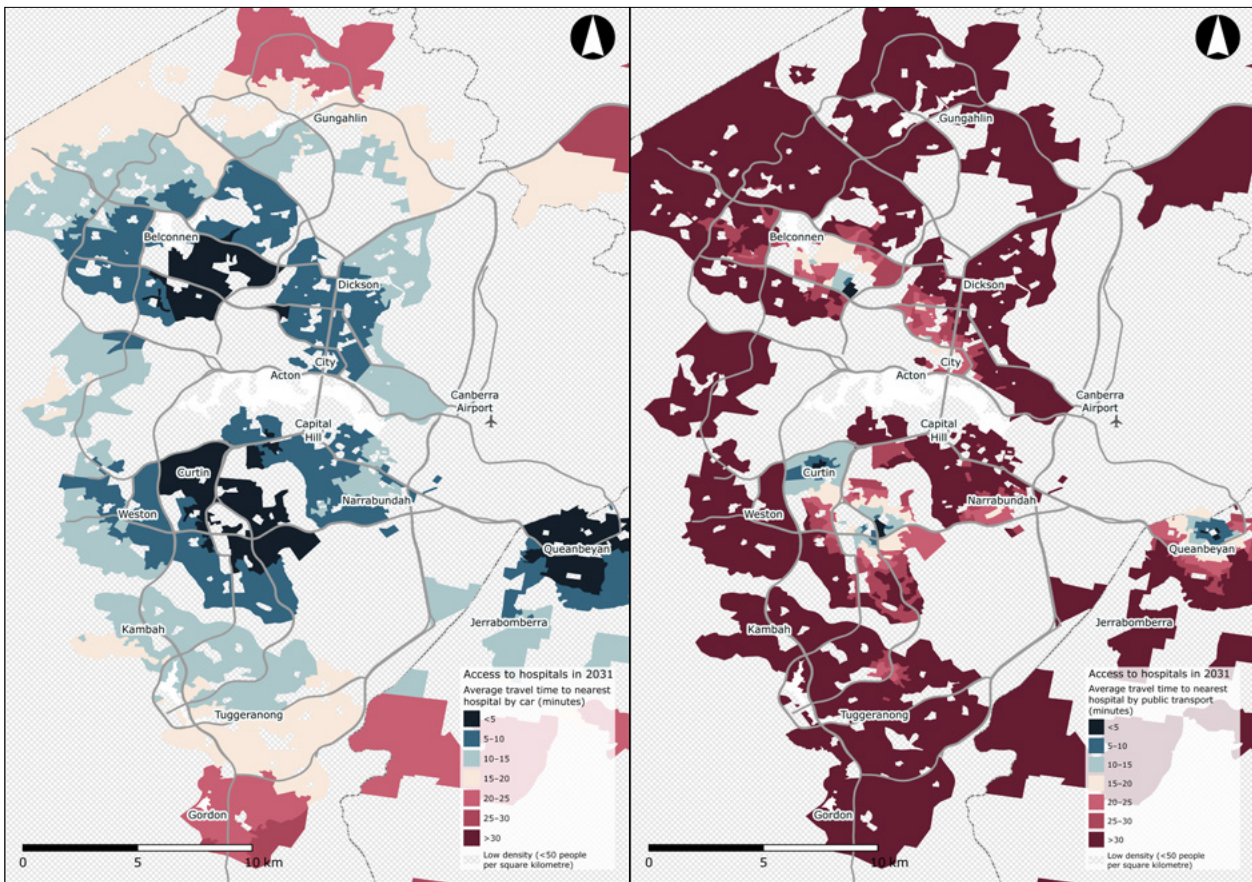 Gungahlin
Belconnen
Dickson
City
Acton
Canberra
Airport
Capital
Hill
Curtin
Narrabundah
Weston
Queanbeyan
Jerrabomberra
Kambah
Tuggeranong
Gordon
Access to hospitals in 2031
Average travel time to nearest
hospital by car (minutes)
<5
5–10
10–15
15–20
20–25
25–30
>30
Low density (<50 people
per square kilometre)
0
5
10 km
Gungahlin
Belconnen
Dickson
City
Acton
Canberra
Airport
Capital
Hill
Curtin
Narrabundah
Weston
Queanbeyan
Jerrabomberra
Kambah
Tuggeranong
Gordon
Access to hospitals in 2031
Average travel time to nearest
hospital by public transport
(minutes)
<5
5–10
10–15
15–20
20–25
25–30
>30
Low density (<50 people
per square kilometre)
0
5
10 km